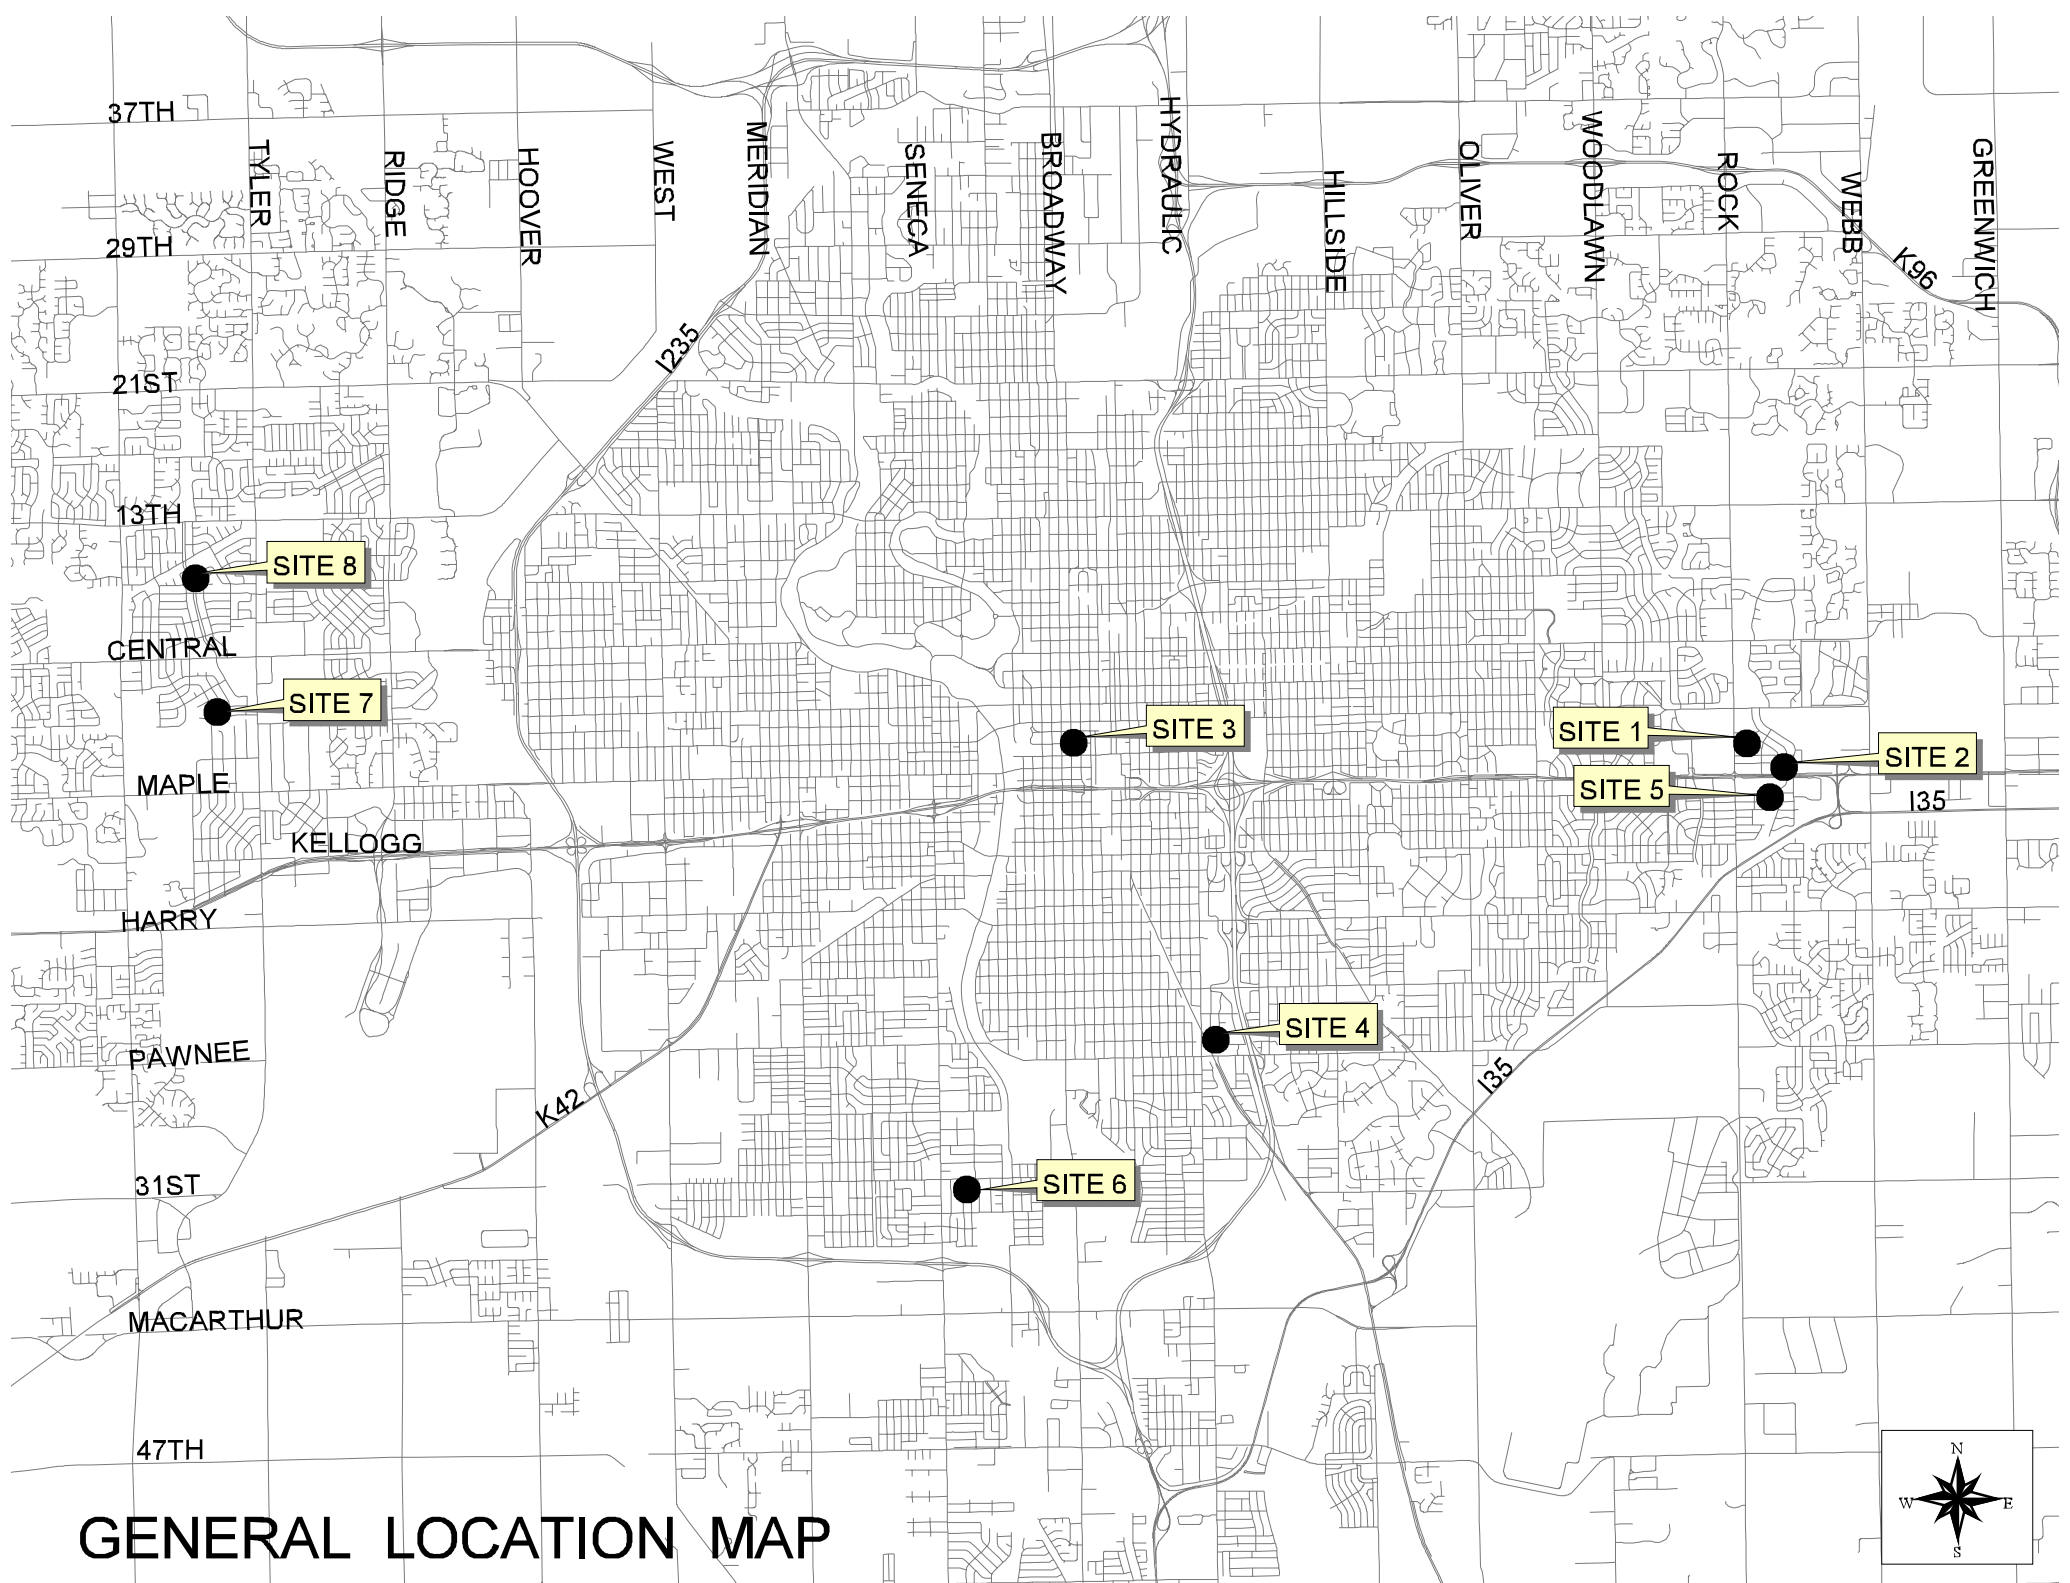 37TH
TYLER
RIDGE
HOOVER
WEST
MERIDIAN
SENECA
BROADWAY
HYDRAULIC
HILLSIDE
OLIVER
WOODLAWN
ROCK
WEBB
GREENWICH
29TH
K96
I235
21ST
13TH
SITE 8
CENTRAL
SITE 7
SITE 3
SITE 1
SITE 2
MAPLE
SITE 5
I35
KELLOGG
HARRY
SITE 4
PAWNEE
I35
K42
31ST
SITE 6
MACARTHUR
47TH
N
W E
S
GENERAL LOCATION MAP